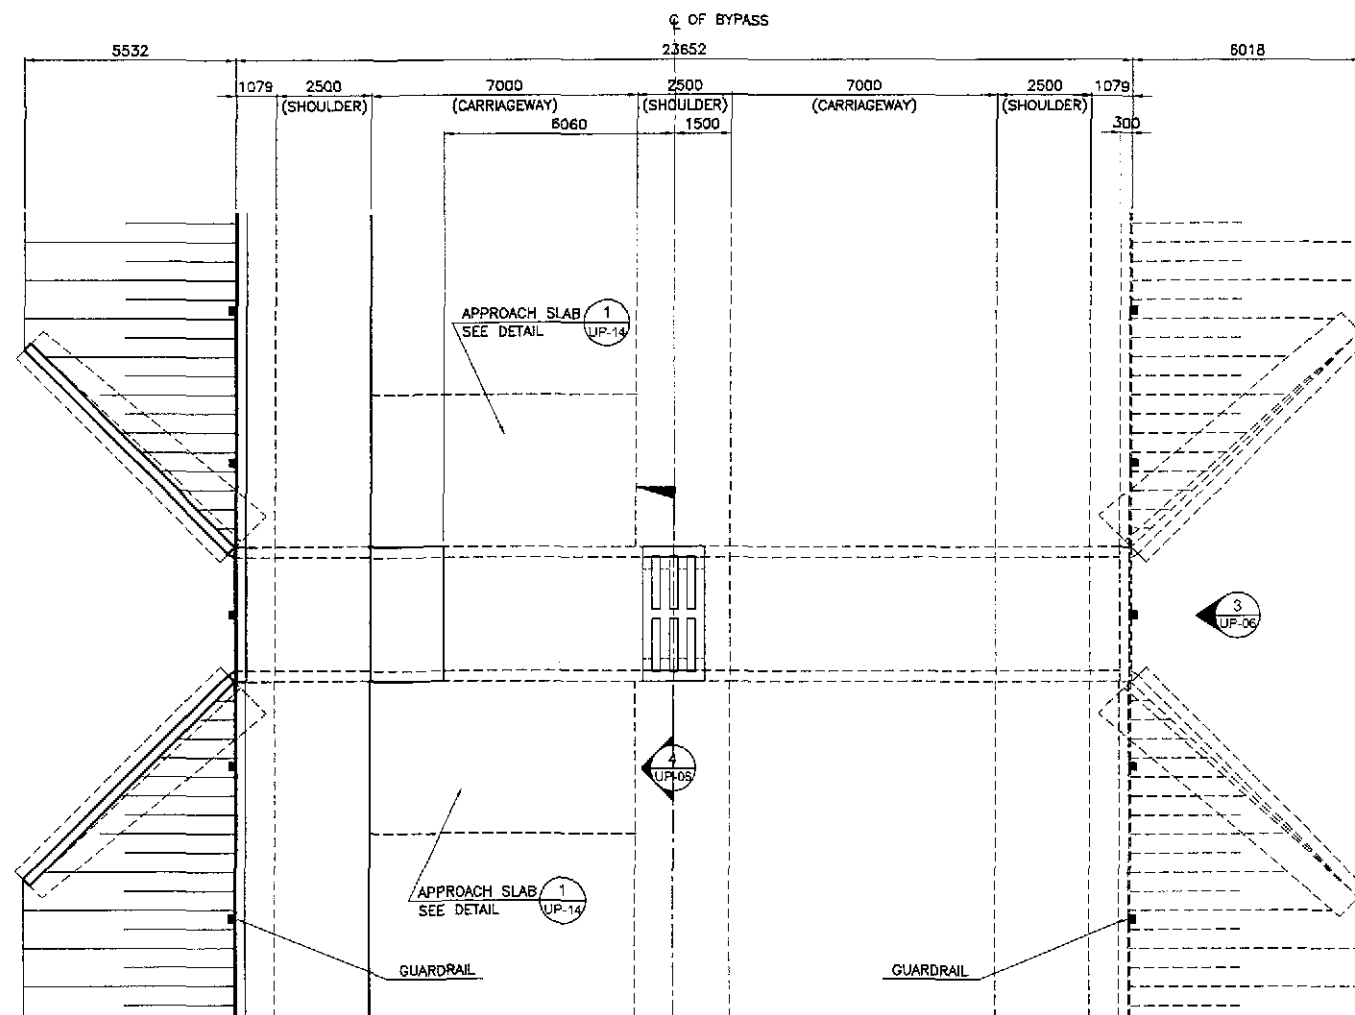 ℄ OF BYPASS
5532
23652
6018
1079
2500
7000
2500
7000
2500
1079
(SHOULDER)
(CARRIAGEWAY)
(SHOULDER)
(CARRIAGEWAY)
(SHOULDER)
6060
1500
300
APPROACH SLAB
SEE DETAIL
1
UP-14
3
UP-06
4
UP-06
APPROACH SLAB
SEE DETAIL
1
UP-14
GUARDRAIL
GUARDRAIL